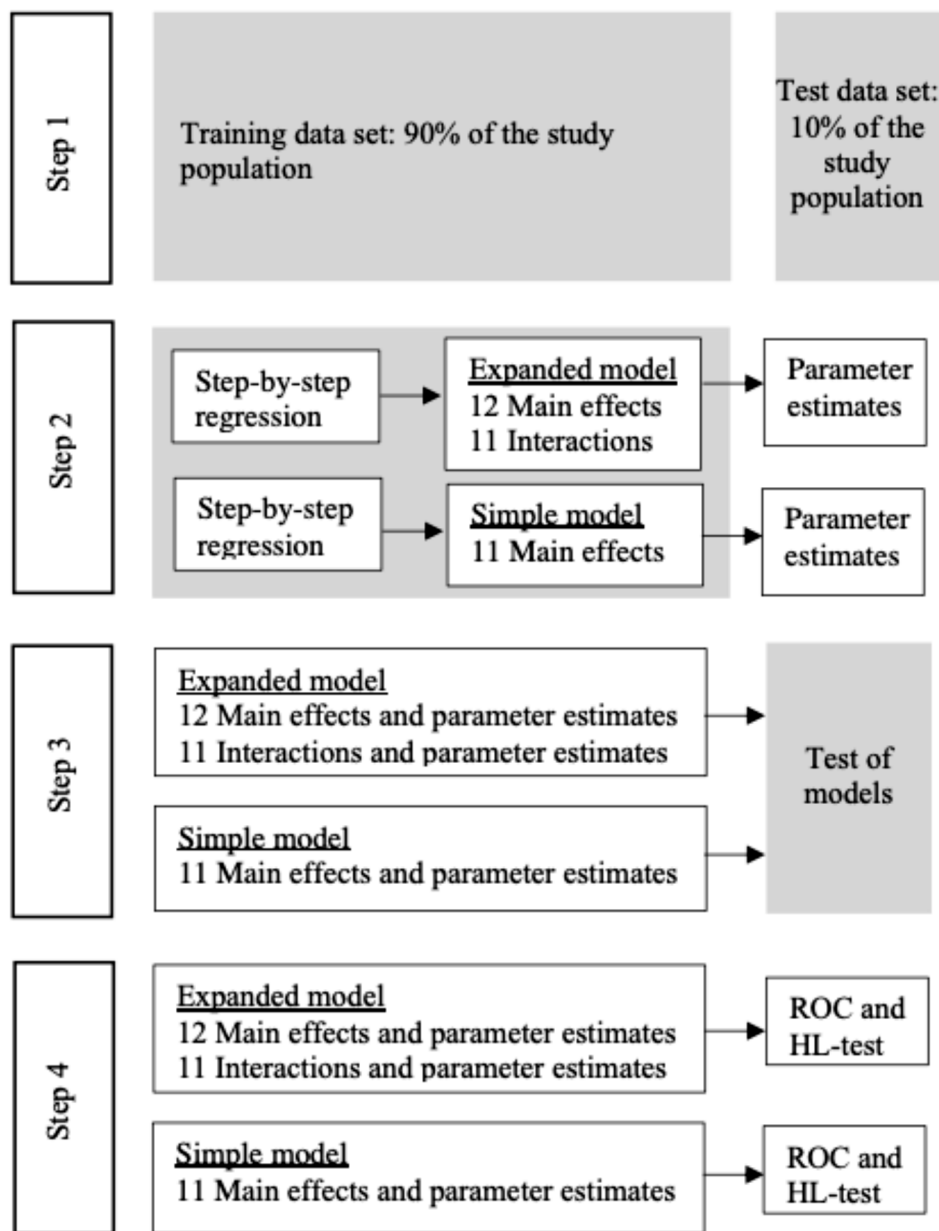 Step 1
Training data set: 90% of the study
population
Test data set:
10% of the
study
population
Step 2
Step-by-step
regression
Expanded model
12 Main effects
11 Interactions
Parameter
estimates
Step-by-step
regression
Simple model
11 Main effects
Parameter
estimates
Step 3
Expanded model
12 Main effects and parameter estimates
11 Interactions and parameter estimates
Simple model
11 Main effects and parameter estimates
Test of
models
Step 4
Expanded model
12 Main effects and parameter estimates
11 Interactions and parameter estimates
ROC and
HL-test
Simple model
11 Main effects and parameter estimates
ROC and
HL-test